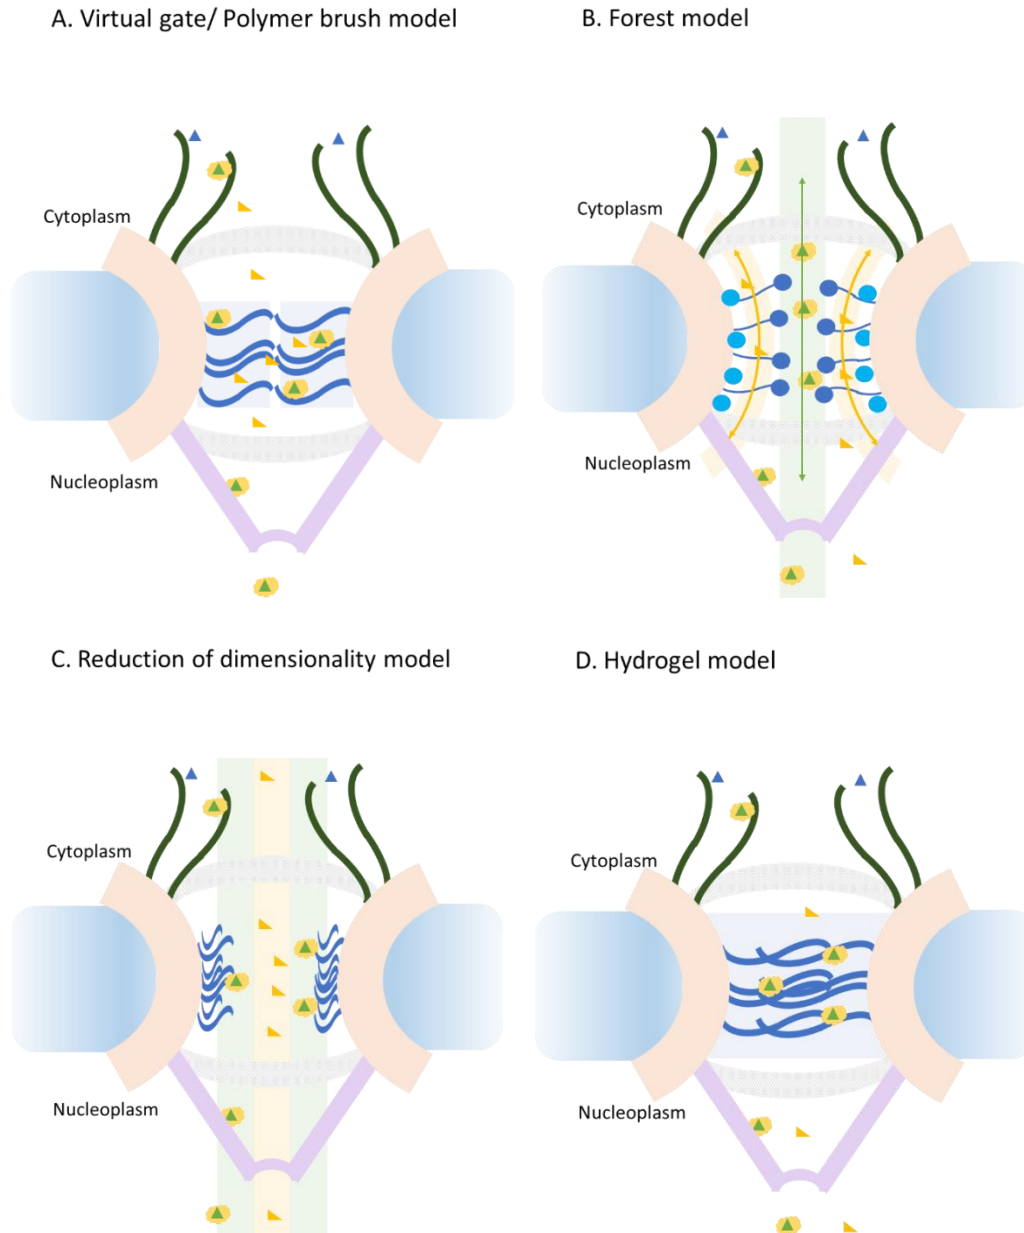 A. Virtual gate/ Polymer brush model
B. Forest model
Cytoplasm
Cytoplasm
Nucleoplasm
Nucleoplasm
C. Reduction of dimensionality model
D. Hydrogel model
Cytoplasm
Cytoplasm
Nucleoplasm
Nucleoplasm